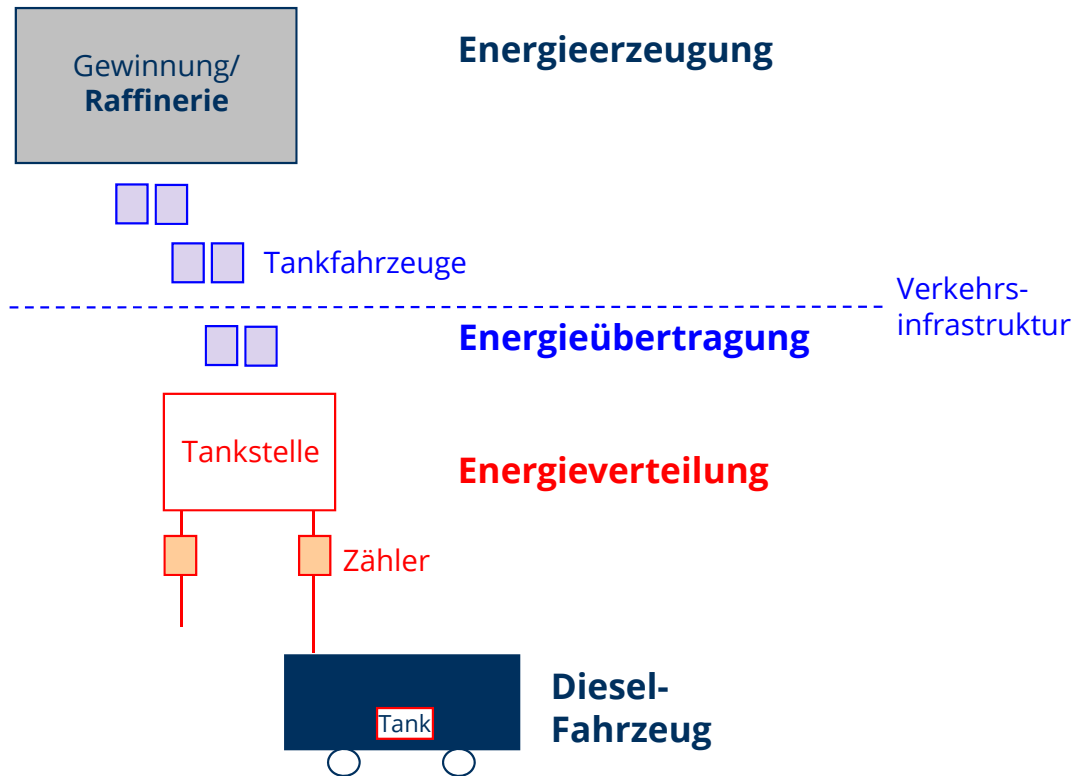 Energieerzeugung
Gewinnung/
Raffinerie
Tankfahrzeuge
Verkehrs-
infrastruktur
Energieübertragung
Tankstelle
Energieverteilung
Zähler
Diesel-
Fahrzeug
Tank